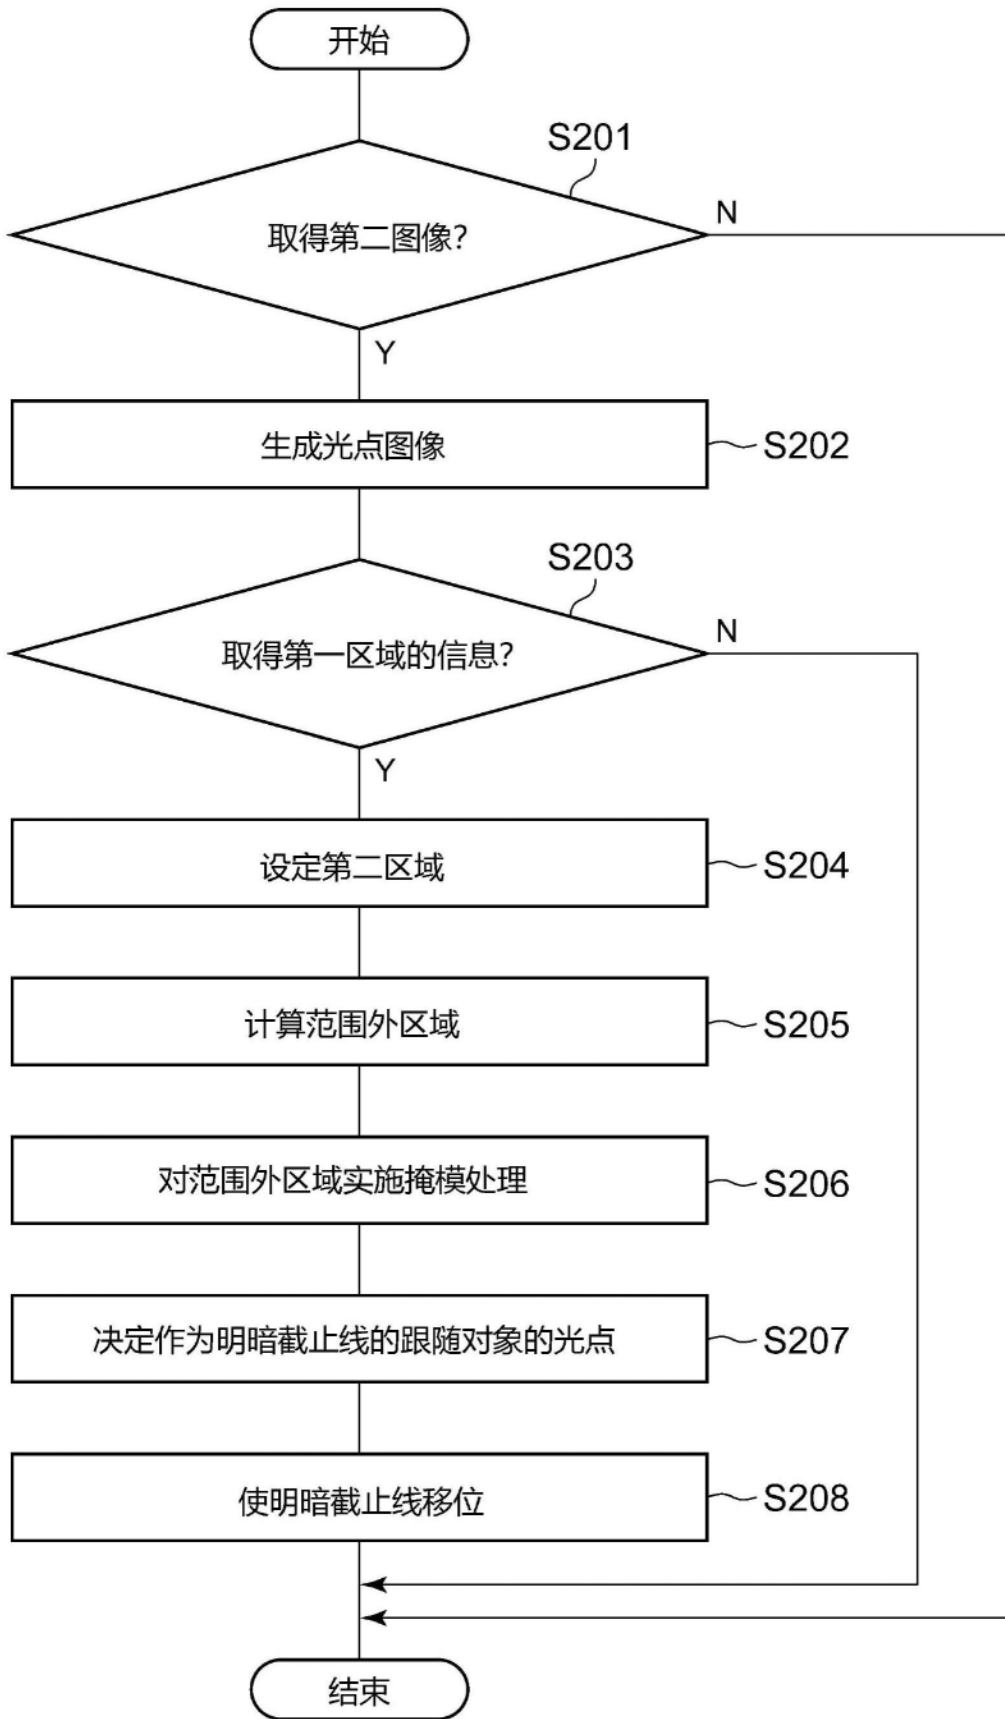 开始
S201
取得第二图像?
N
Y
生成光点图像
S202
S203
取得第一区域的信息?
N
Y
设定第二区域
S204
计算范围外区域
S205
对范围外区域实施掩模处理
S206
决定作为明暗截止线的跟随对象的光点
S207
使明暗截止线移位
S208
结束